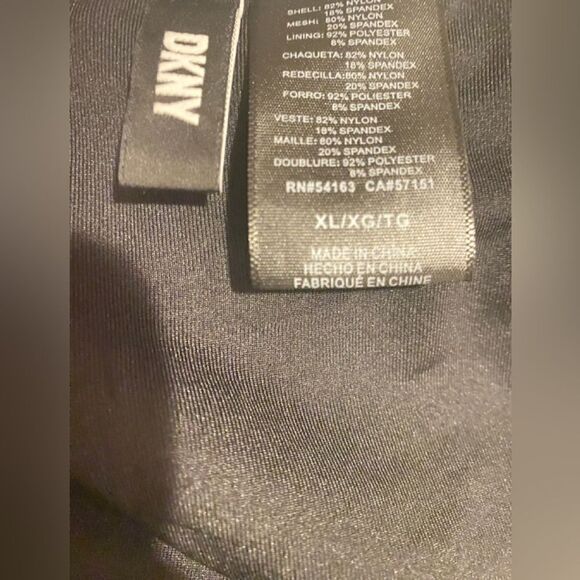 DKNY
SHELL: 82% NYLON
18% SPANDEX
MESH: 80% NYLON
20% SPANDEX
LINING: 92% POLYESTER
8% SPANDEX
CHAQUETA: 82% NYLON
18% SPANDEX
REDECILLA:80% NYLON
20% SPANDEX
FORRO: 92% POLIESTER
8% SPANDEX
VESTE: 82% NYLON
18% SPANDEX
MAILLE: 80% NYLON
20% SPANDEX
DOUBLURE: 92% POLYESTER
8% SPANDEX
RN#54163 CA#57151
XL/XG/TG
MADE IN CHINA
HECHO EN CHINA
FABRIQUÉ EN CHINE